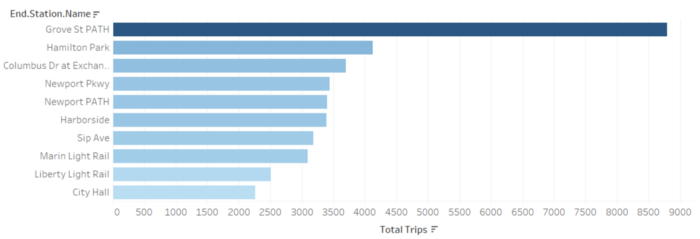 End.Station.Name
Grove St PATH
Hamilton Park
Columbus Dr at Exchan..
Newport Pkwy
Newport PATH
Harborside
Sip Ave
Marin Light Rail
Liberty Light Rail
City Hall
0 500 1000 1500 2000 2500 3000 3500 4000 4500 5000 5500 6000 6500 7000 7500 8000 8500 9000
Total Trips